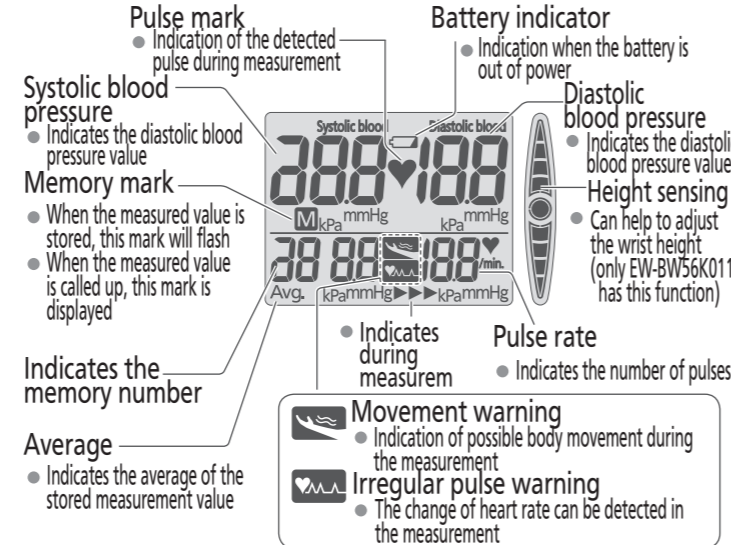 Pulse mark
● Indication of the detected
pulse during measurement
Battery indicator
● Indication when the battery is
out of power
Systolic blood
pressure
● Indicates the diastolic blood
pressure value
Diastolic
blood pressure
● Indicates the diastoli
blood pressure value
Memory mark
● When the measured value is
stored, this mark will flash
● When the measured value
is called up, this mark is
displayed
Height sensing
● Can help to adjust
the wrist height
(only EW-BW56K011
has this function)
Systolic blood
Diastolic blood
188
188
M
kPa mmHg
kPa mmHg
38 88
188
/min.
Avg.
kPa mmHg ▶▶▶ kPa mmHg
Indicates the
memory number
● Indicates
during
measurem
Pulse rate
● Indicates the number of pulses
Average
● Indicates the average of the
stored measurement value
Movement warning
● Indication of possible body movement during
the measurement
Irregular pulse warning
● The change of heart rate can be detected in
the measurement